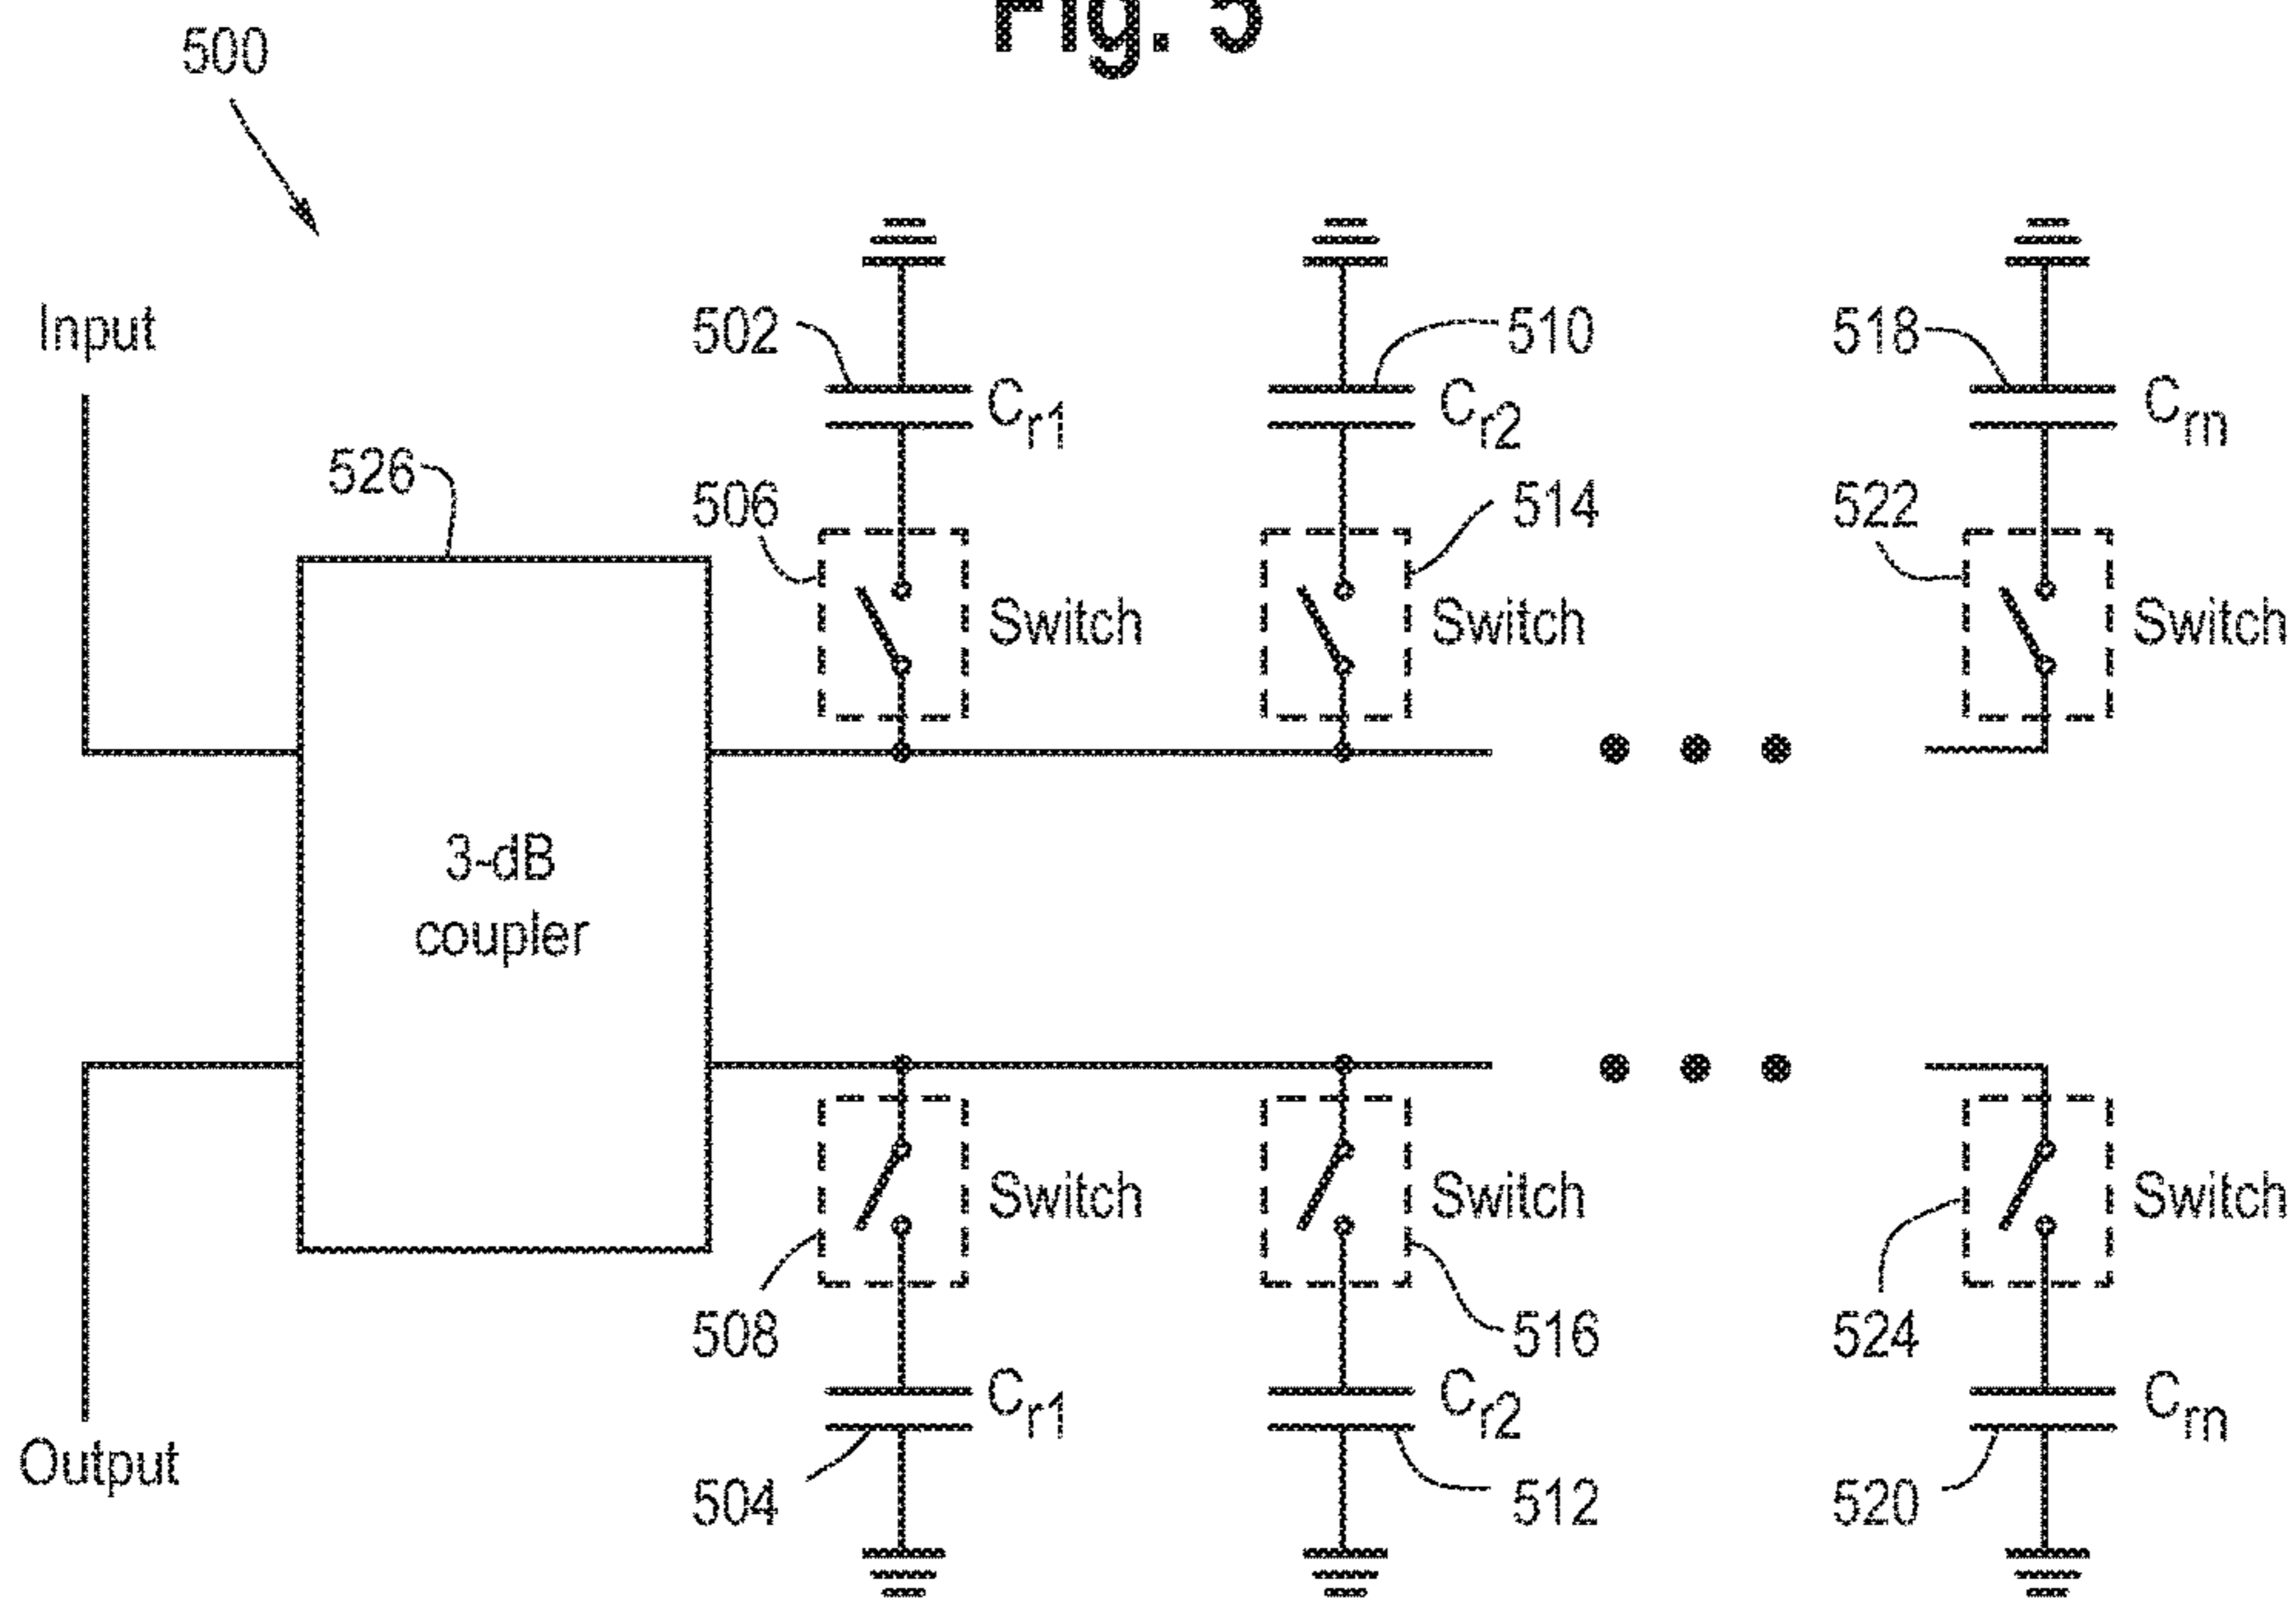 Fig. 5
500
Input
502
Cr1
510
Cr2
518
Crn
526
506
Switch
514
Switch
522
Switch
3-dB
coupler
508
Switch
516
Switch
524
Switch
Output
504
Cr1
512
Cr2
520
Crn